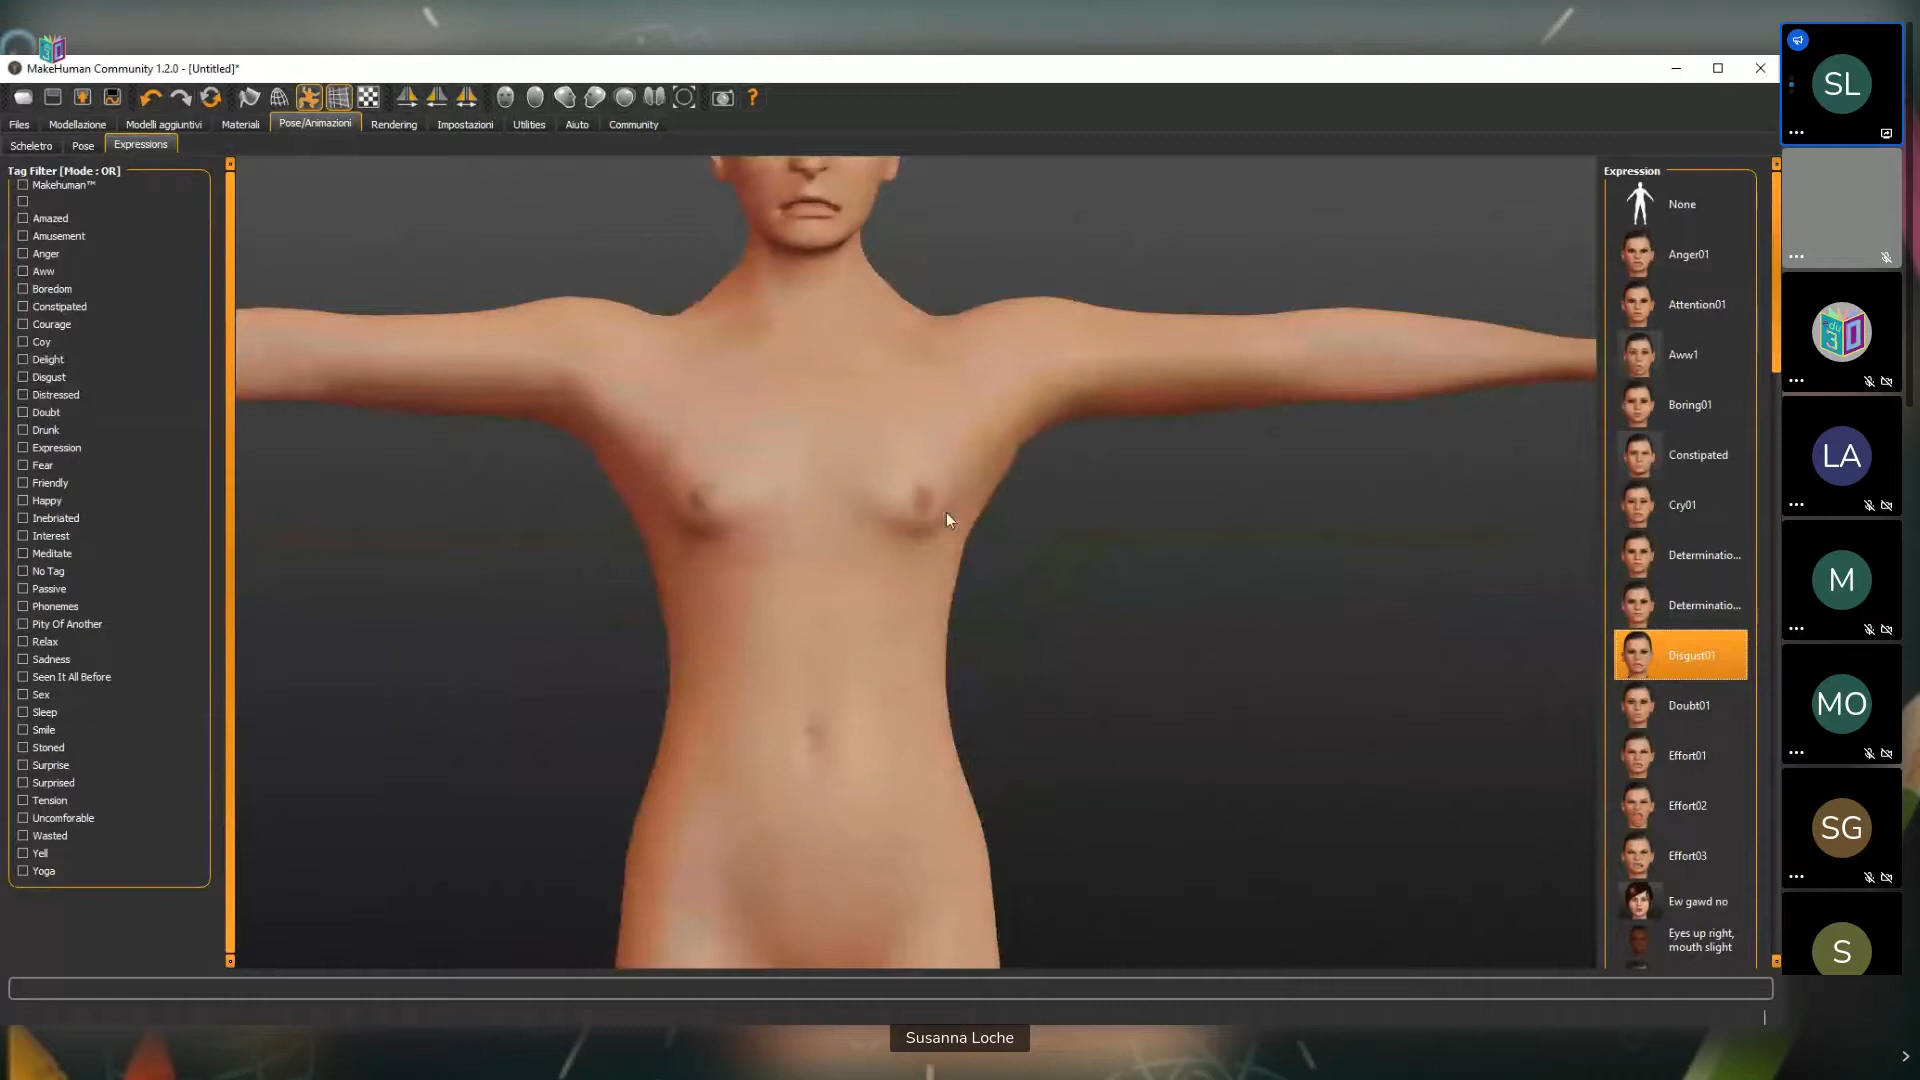 MakeHuman Community 1.2.0 - [Untitled]*
Files Modellazione Modelli aggiuntivi Materiali Pose/Animazioni Rendering Impostazioni Utilities Aiuto Community
Scheletro Pose Expressions
Tag Filter [Mode : OR]
Makehuman™
Amazed
Amusement
Anger
Aww
Boredom
Constipated
Courage
Coy
Delight
Disgust
Distressed
Doubt
Drunk
Expression
Fear
Friendly
Happy
Inebriated
Interest
Meditate
No Tag
Passive
Phonemes
Pity Of Another
Relax
Sadness
Seen It All Before
Sex
Sleep
Smile
Stoned
Surprise
Surprised
Tension
Uncomforable
Wasted
Yell
Yoga
Expression
None
Anger01
Attention01
Aww1
Boring01
Constipated
Cry01
Determinatio...
Determinatio...
Disgust01
Doubt01
Effort01
Effort02
Effort03
Ew gawd no
Eyes up right,
mouth slight
SL
edu
3D
LA
M
MO
SG
S
Susanna Loche